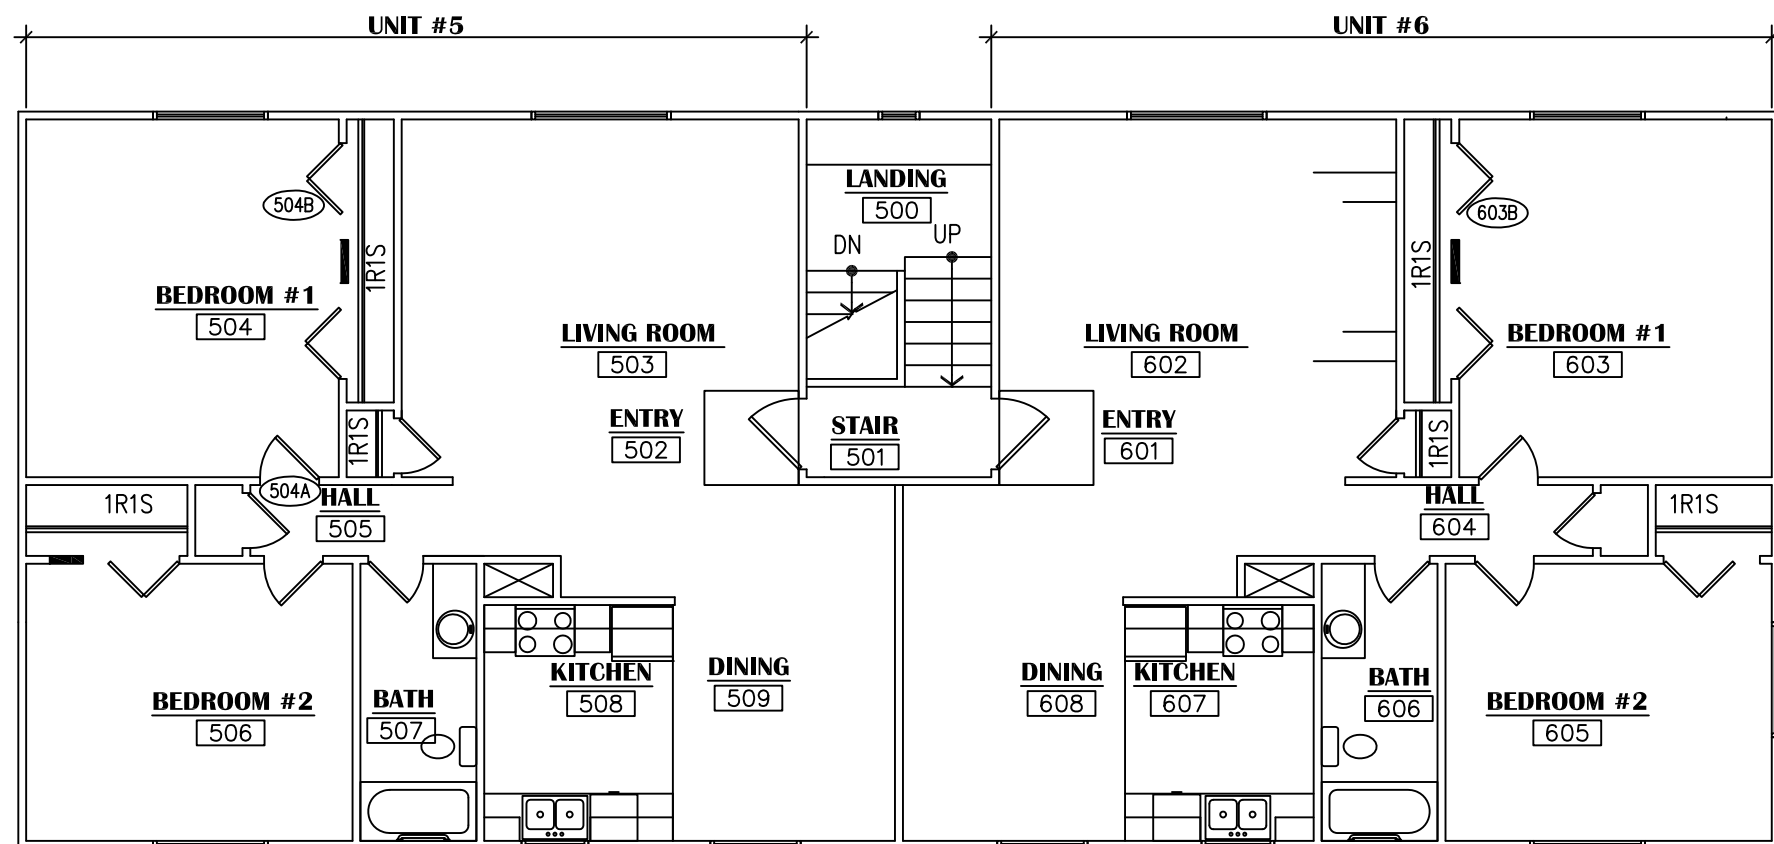 UNIT #5
UNIT #6
LANDING
500
504B
603B
DN
UP
1R1S
1R1S
BEDROOM #1
504
LIVING ROOM
503
LIVING ROOM
602
BEDROOM #1
603
ENTRY
502
STAIR
501
ENTRY
601
1R1S
1R1S
504A
1R1S
HALL
505
HALL
604
1R1S
BEDROOM #2
506
BATH
507
KITCHEN
508
DINING
509
DINING
608
KITCHEN
607
BATH
606
BEDROOM #2
605